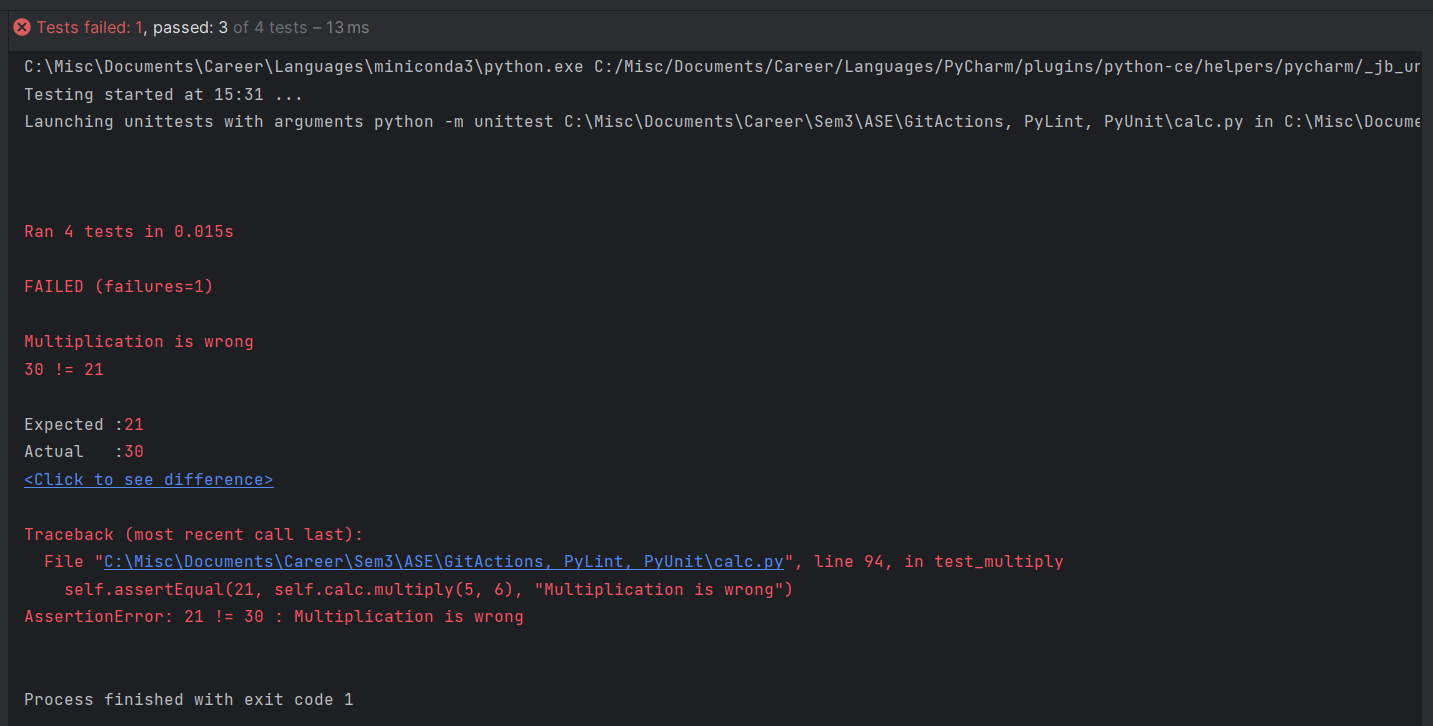 Tests failed: 1, passed: 3 of 4 tests – 13 ms
C:\Misc\Documents\Career\Languages\miniconda3\python.exe C:/Misc/Documents/Career/Languages/PyCharm/plugins/python-ce/helpers/pycharm/_jb_un
Testing started at 15:31 ...
Launching unittests with arguments python -m unittest C:\Misc\Documents\Career\Sem3\ASE\GitActions, PyLint, PyUnit\calc.py in C:\Misc\Docume
Ran 4 tests in 0.015s
FAILED (failures=1)
Multiplication is wrong
30 != 21
Expected :21
Actual   :30
<Click to see difference>
Traceback (most recent call last):
  File "C:\Misc\Documents\Career\Sem3\ASE\GitActions, PyLint, PyUnit\calc.py", line 94, in test_multiply
    self.assertEqual(21, self.calc.multiply(5, 6), "Multiplication is wrong")
AssertionError: 21 != 30 : Multiplication is wrong
Process finished with exit code 1